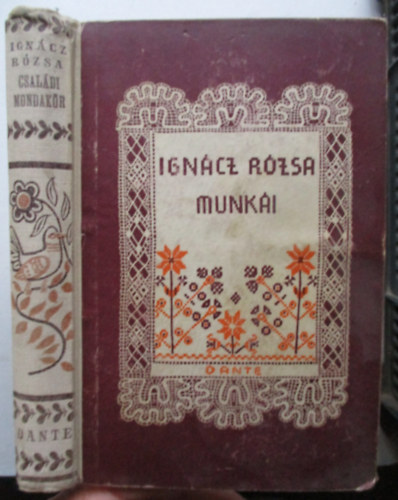 IGNÁCZ
RÓZSA
CSALÁDI
MONDAKÖR
DANTE
IGNÁCZ RÓZSA
MUNKÁI
DANTE